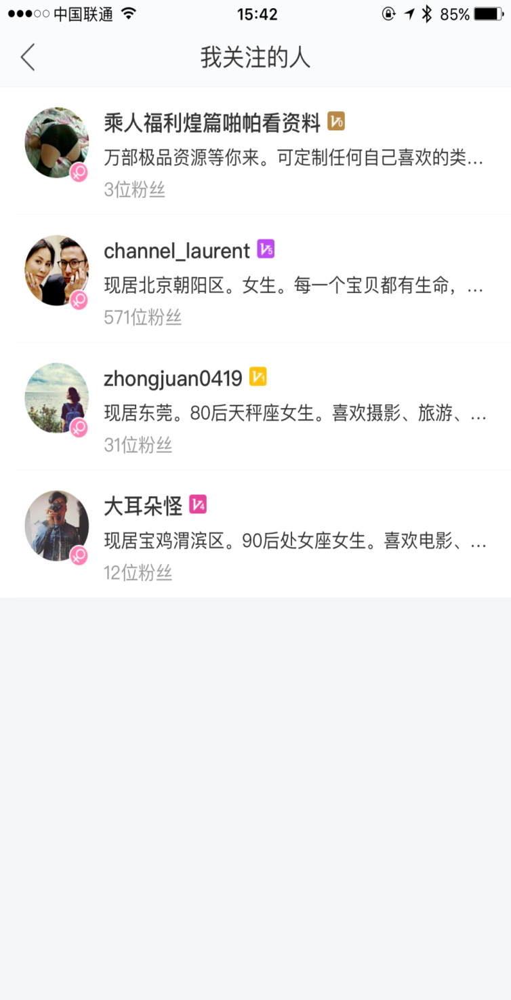 中国联通 15:42 85%
我关注的人
乘人福利煌篇啪帕看资料 V0
万部极品资源等你来。可定制任何自己喜欢的类...
3位粉丝
channel_laurent V5
现居北京朝阳区。女生。每一个宝贝都有生命，...
571位粉丝
zhongjuan0419 V1
现居东莞。80后天秤座女生。喜欢摄影、旅游、...
31位粉丝
大耳朵怪 V4
现居宝鸡渭滨区。90后处女座女生。喜欢电影、...
12位粉丝